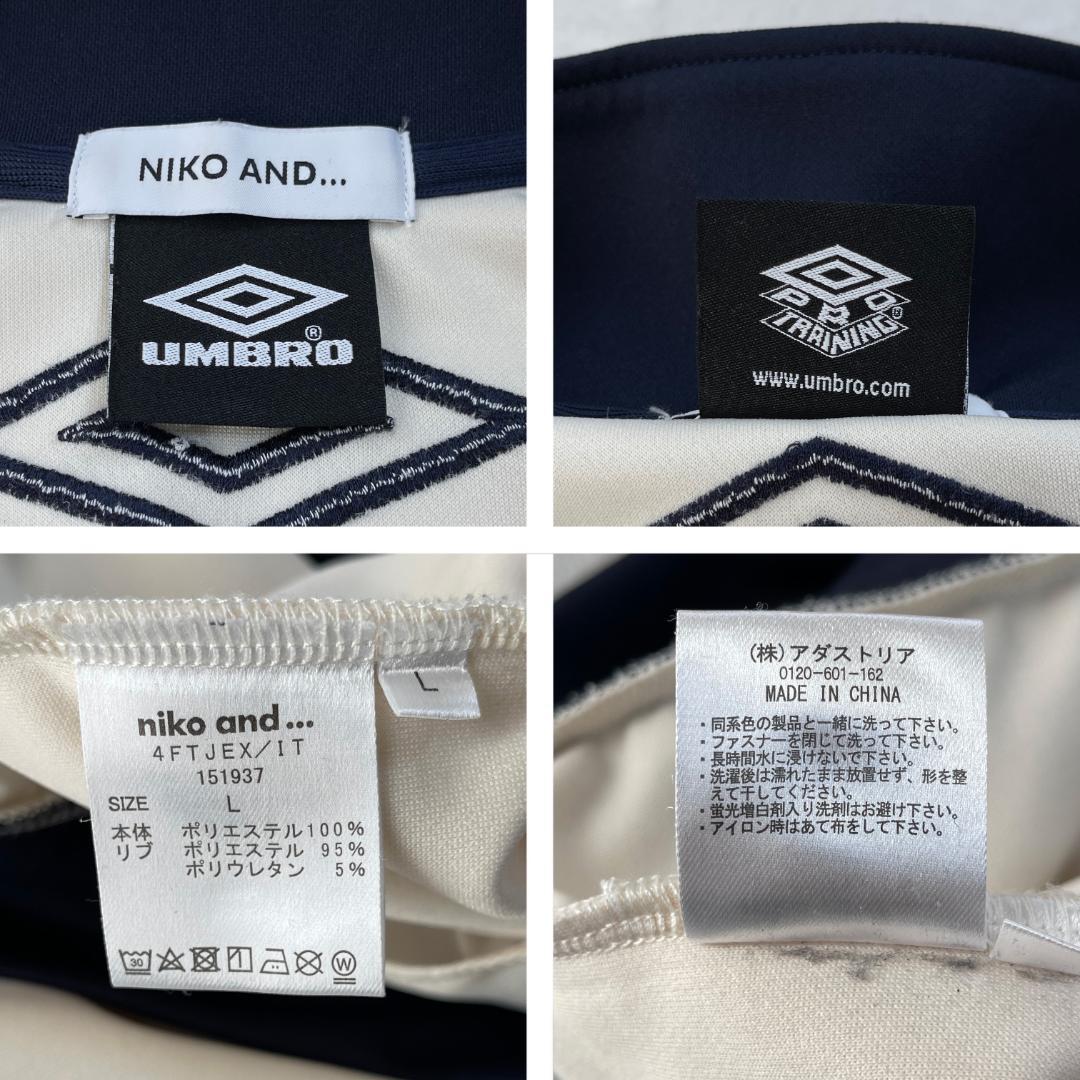 NIKO AND...
UMBRO®
PRO
TRAINING®
www.umbro.com
niko and...
4FTJEX/IT
151937
SIZE L
本体 ポリエステル100%
リブ ポリエステル 95%
ポリウレタン 5%
30
W
L
(株)アダストリア
0120-601-162
MADE IN CHINA
・同系色の製品と一緒に洗って下さい。
・ファスナーを閉じて洗って下さい。
・長時間水に浸けないで下さい。
・洗濯後は濡れたまま放置せず、形を整
えて干してください。
・蛍光増白剤入り洗剤はお避け下さい。
・アイロン時はあて布をして下さい。